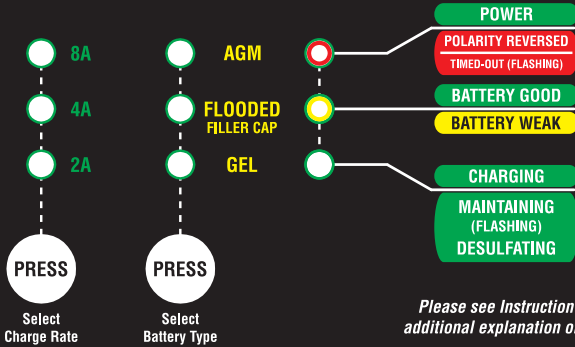 8A
4A
2A
PRESS
Select
Charge Rate
AGM
FLOODED
FILLER CAP
GEL
PRESS
Select
Battery Type
POWER
POLARITY REVERSED
TIMED-OUT (FLASHING)
BATTERY GOOD
BATTERY WEAK
CHARGING
MAINTAINING
(FLASHING)
DESULFATING
Please see Instruction
additional explanation